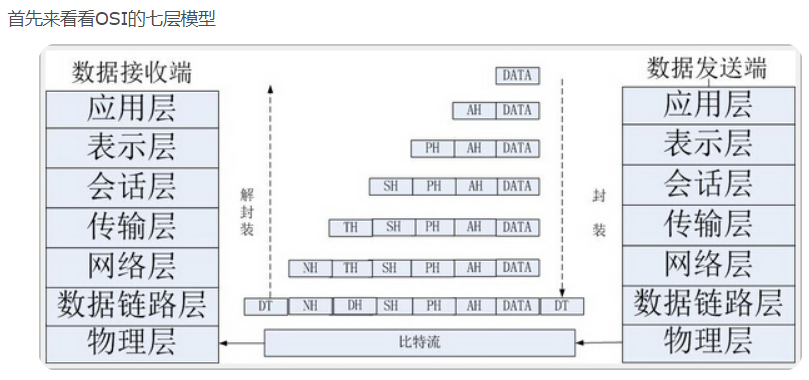 首先来看看OSI的七层模型
数据接收端
数据发送端
DATA
应用层
AH DATA
应用层
表示层
PH AH DATA
表示层
会话层
解封装
SH PH AH DATA
封装
会话层
传输层
TH SH PH AH DATA
传输层
网络层
NH TH SH PH AH DATA
网络层
数据链路层
DT NH DH SH PH AH DATA DT
数据链路层
物理层
比特流
物理层